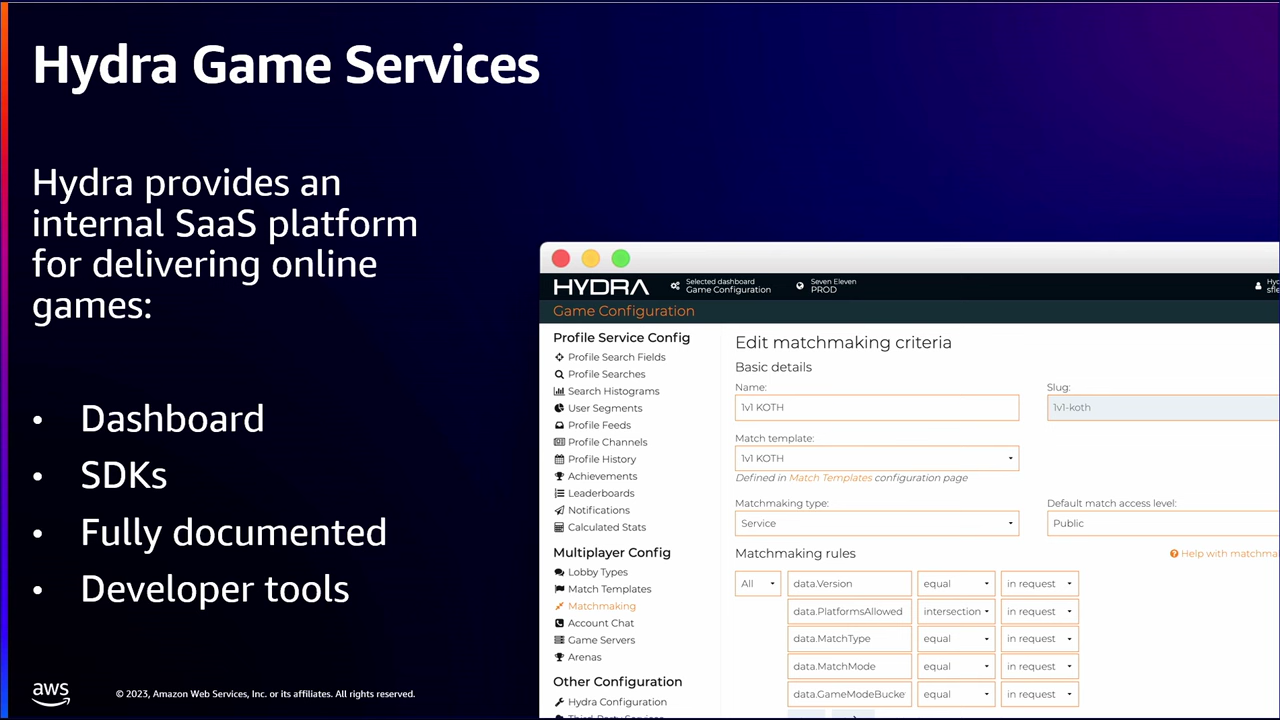 Hydra Game Services
Hydra provides an
internal SaaS platform
for delivering online
games:
• Dashboard
• SDKs
• Fully documented
• Developer tools
aws
© 2023, Amazon Web Services, Inc. or its affiliates. All rights reserved.
HYDRA
Selected dashboard
Game Configuration
Seven Eleven
PROD
Game Configuration
Profile Service Config
Profile Search Fields
Profile Searches
Search Histograms
User Segments
Profile Feeds
Profile Channels
Profile History
Achievements
Leaderboards
Notifications
Calculated Stats
Multiplayer Config
Lobby Types
Match Templates
Matchmaking
Account Chat
Game Servers
Arenas
Other Configuration
Hydra Configuration
Edit matchmaking criteria
Basic details
Name:
1v1 KOTH
Slug:
1v1-koth
Match template:
1v1 KOTH
Defined in Match Templates configuration page
Matchmaking type:
Service
Default match access level:
Public
Matchmaking rules
Help with matchma
All data.Version equal in request
data.PlatformsAllowed intersection in request
data.MatchType equal in request
data.MatchMode equal in request
data.GameModeBucke equal in request